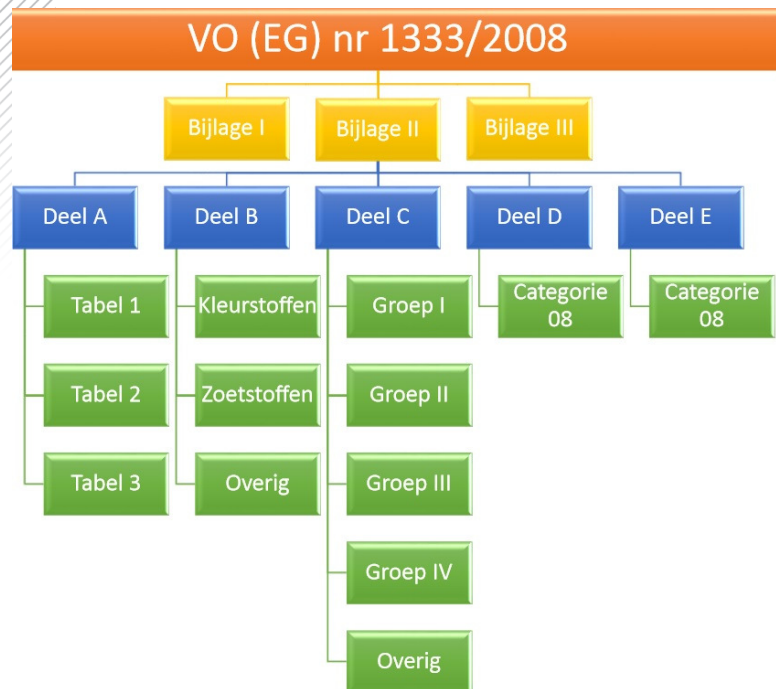 VO (EG) nr 1333/2008
Bijlage I
Bijlage II
Bijlage III
Deel A
Deel B
Deel C
Deel D
Deel E
Tabel 1
Tabel 2
Tabel 3
Kleurstoffen
Zoetstoffen
Overig
Groep I
Groep II
Groep III
Groep IV
Overig
Categorie
08
Categorie
08